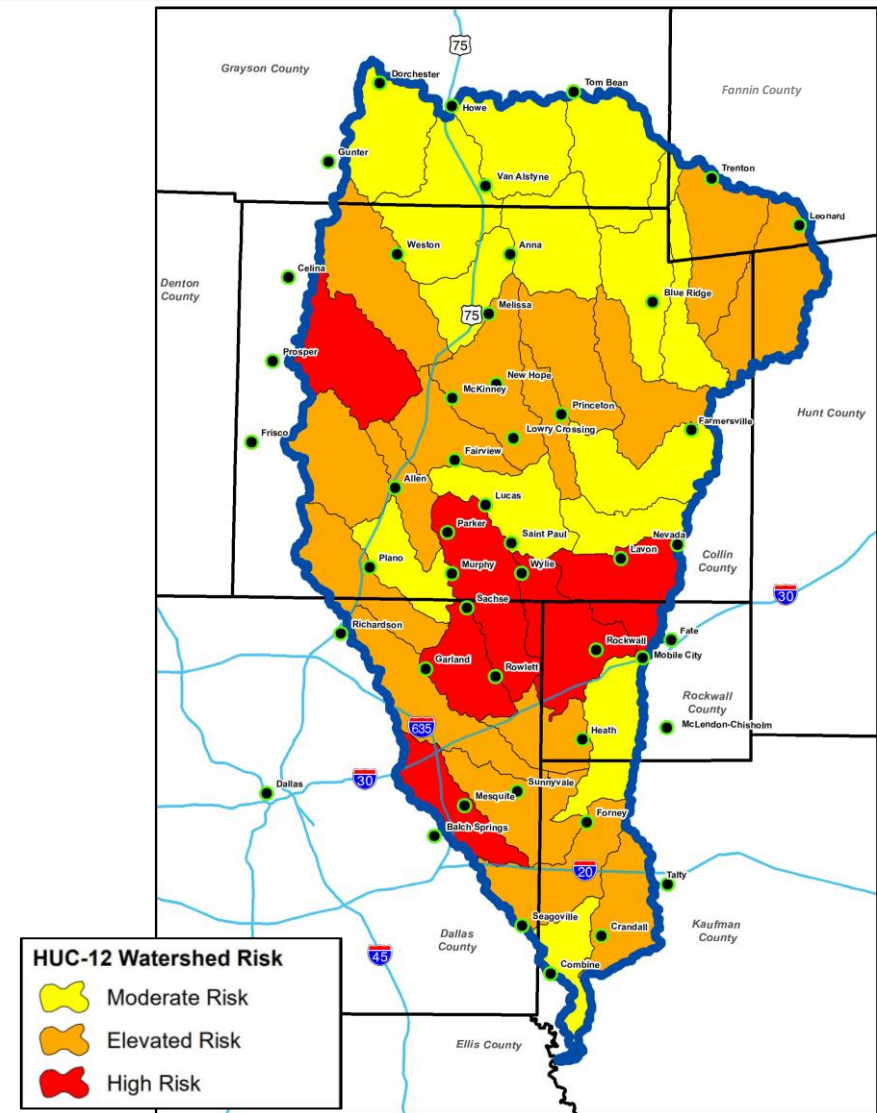 75
Grayson County
Dorchester
Tom Bean
Fannin County
Howe
Gunter
Trenton
Van Alstyne
Leonard
Weston
Anna
Celina
Denton
County
Blue Ridge
75
Melissa
Prosper
New Hope
McKinney
Princeton
Hunt County
Farmersville
Frisco
Lowry Crossing
Fairview
Allen
Lucas
Parker
Saint Paul
Nevada
Lavon
Collin
County
Plano
Murphy
Wylie
30
Sachse
Richardson
Fate
Rockwall
Mobile City
Garland
Rowlett
Rockwall
County
635
McLendon-Chisholm
Heath
30
Dallas
Sunnyvale
Mesquite
Forney
Balch Springs
20
Talty
Seagoville
Crandall
Kaufman
County
Dallas
County
45
Combine
Ellis County
HUC-12 Watershed Risk
Moderate Risk
Elevated Risk
High Risk